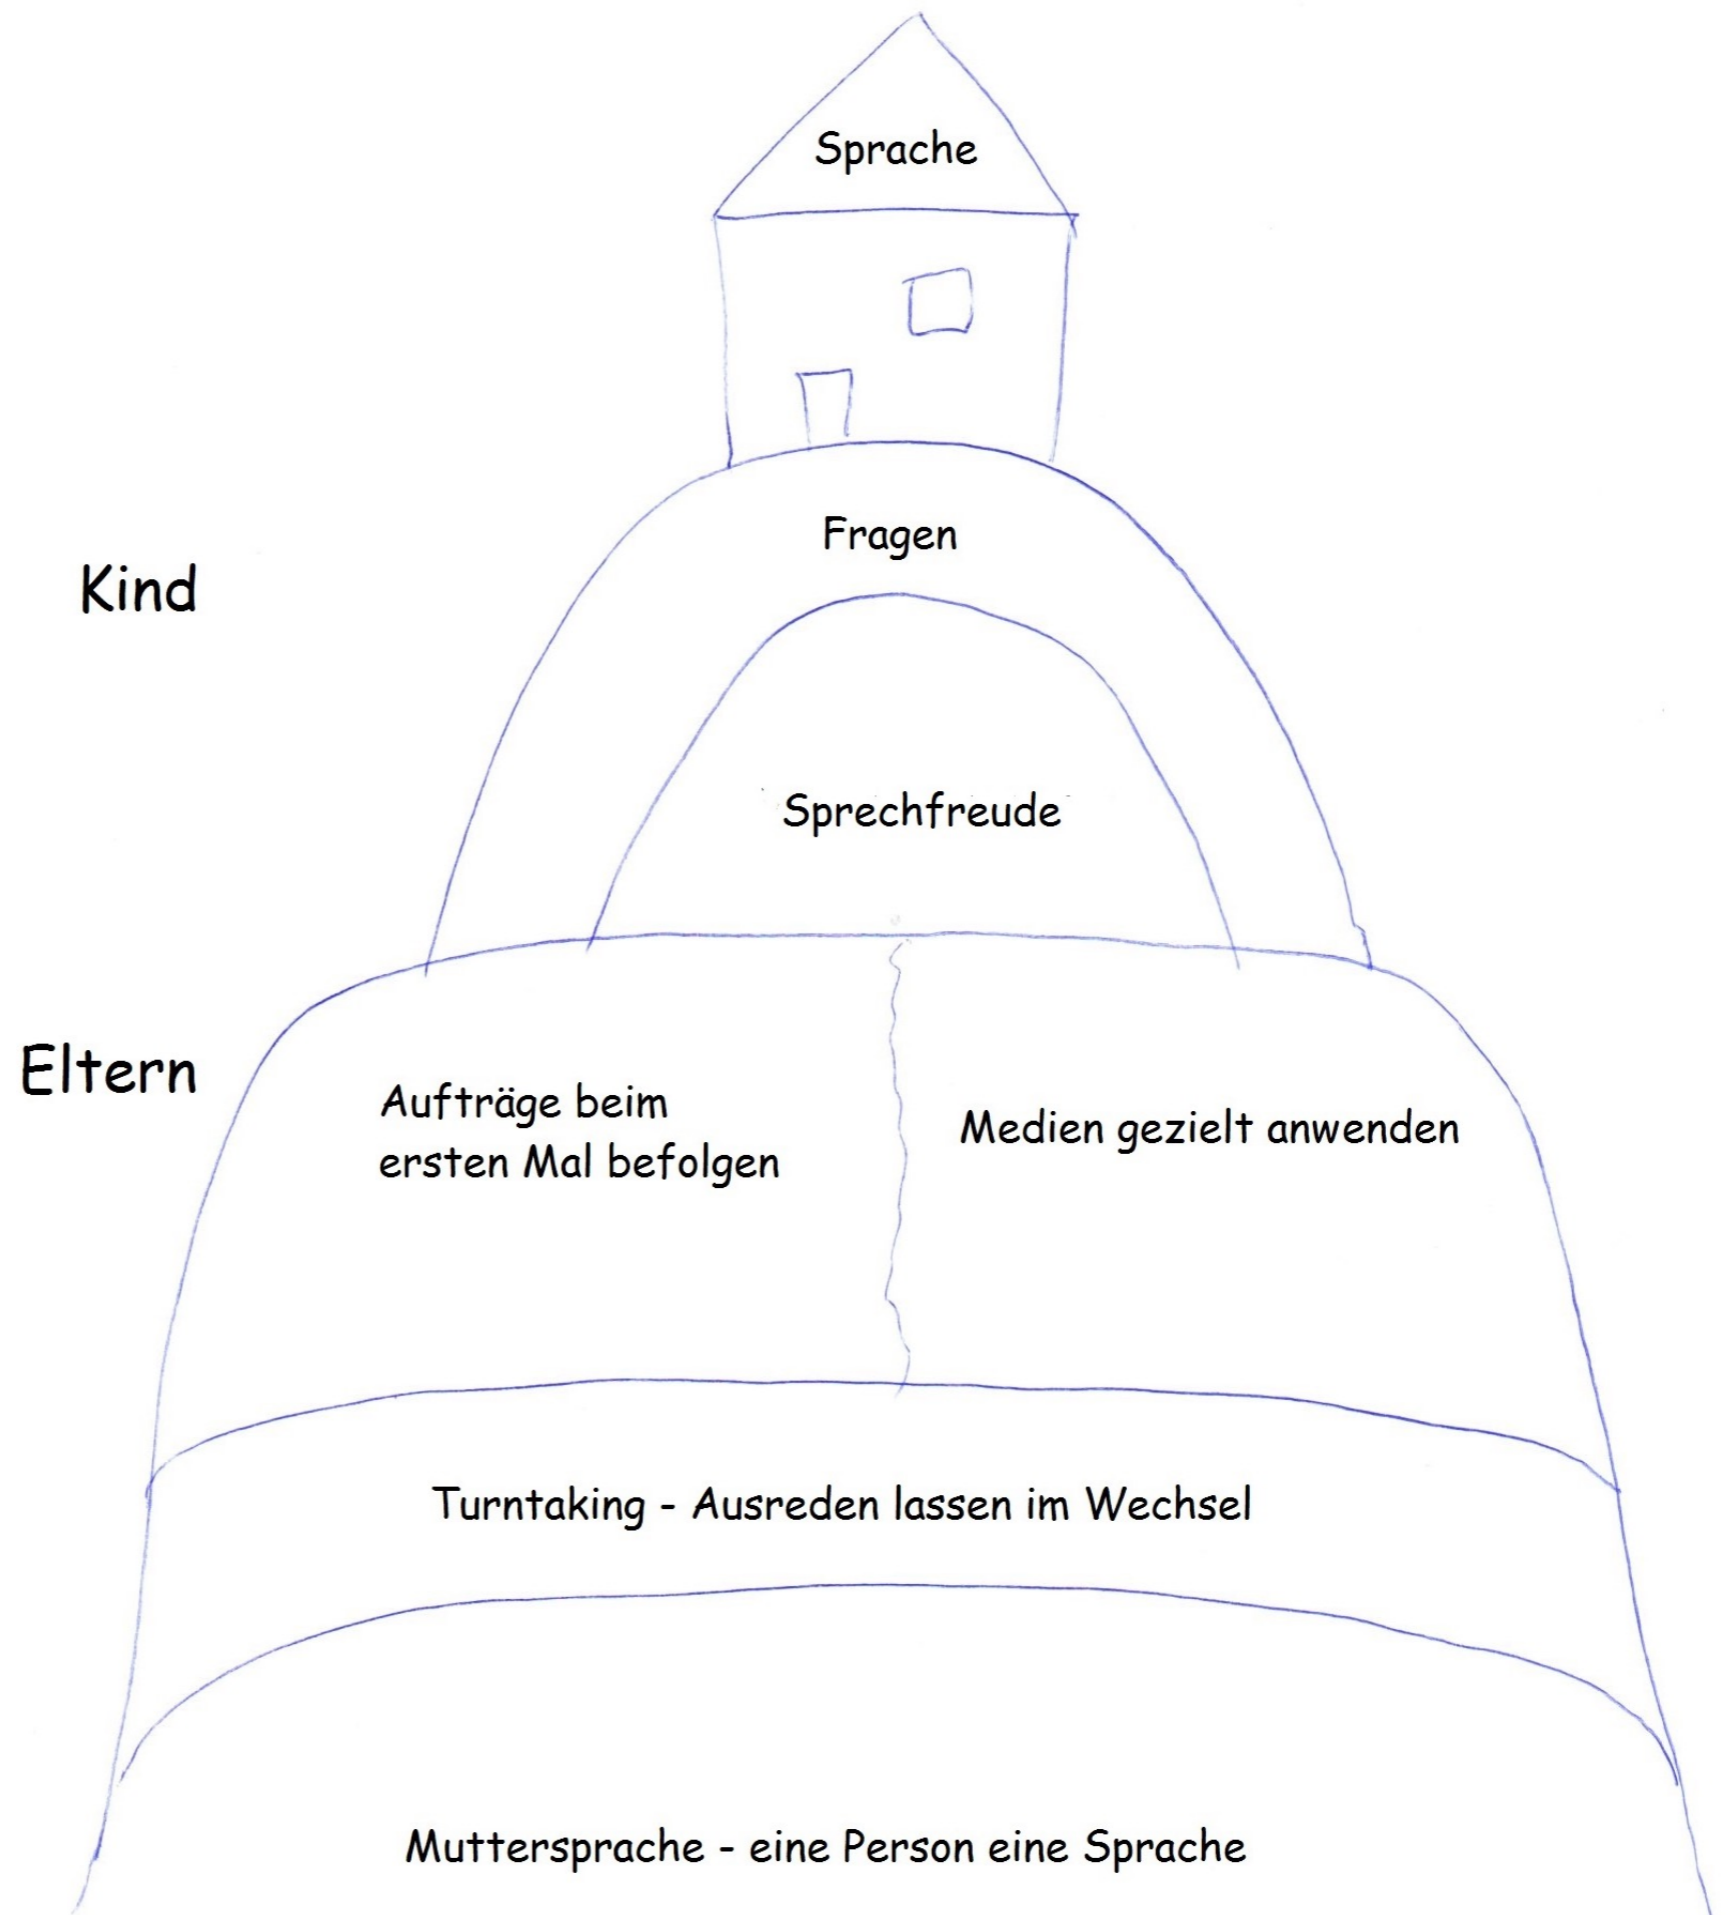 Sprache
Fragen
Kind
Sprechfreude
Eltern
Aufträge beim
ersten Mal befolgen
Medien gezielt anwenden
Turntaking - Ausreden lassen im Wechsel
Muttersprache - eine Person eine Sprache